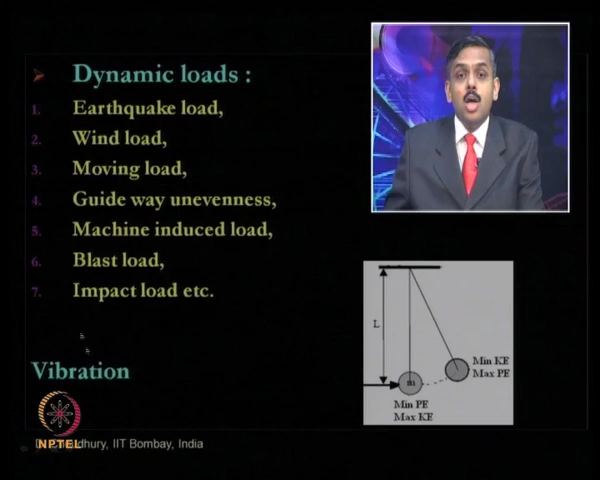 Dynamic loads :
1. Earthquake load,
2. Wind load,
3. Moving load,
4. Guide way unevenness,
5. Machine induced load,
6. Blast load,
7. Impact load etc.
Vibration
L
m
Min KE
Max PE
Min PE
Max KE
NPTEL
IIT Bombay, India